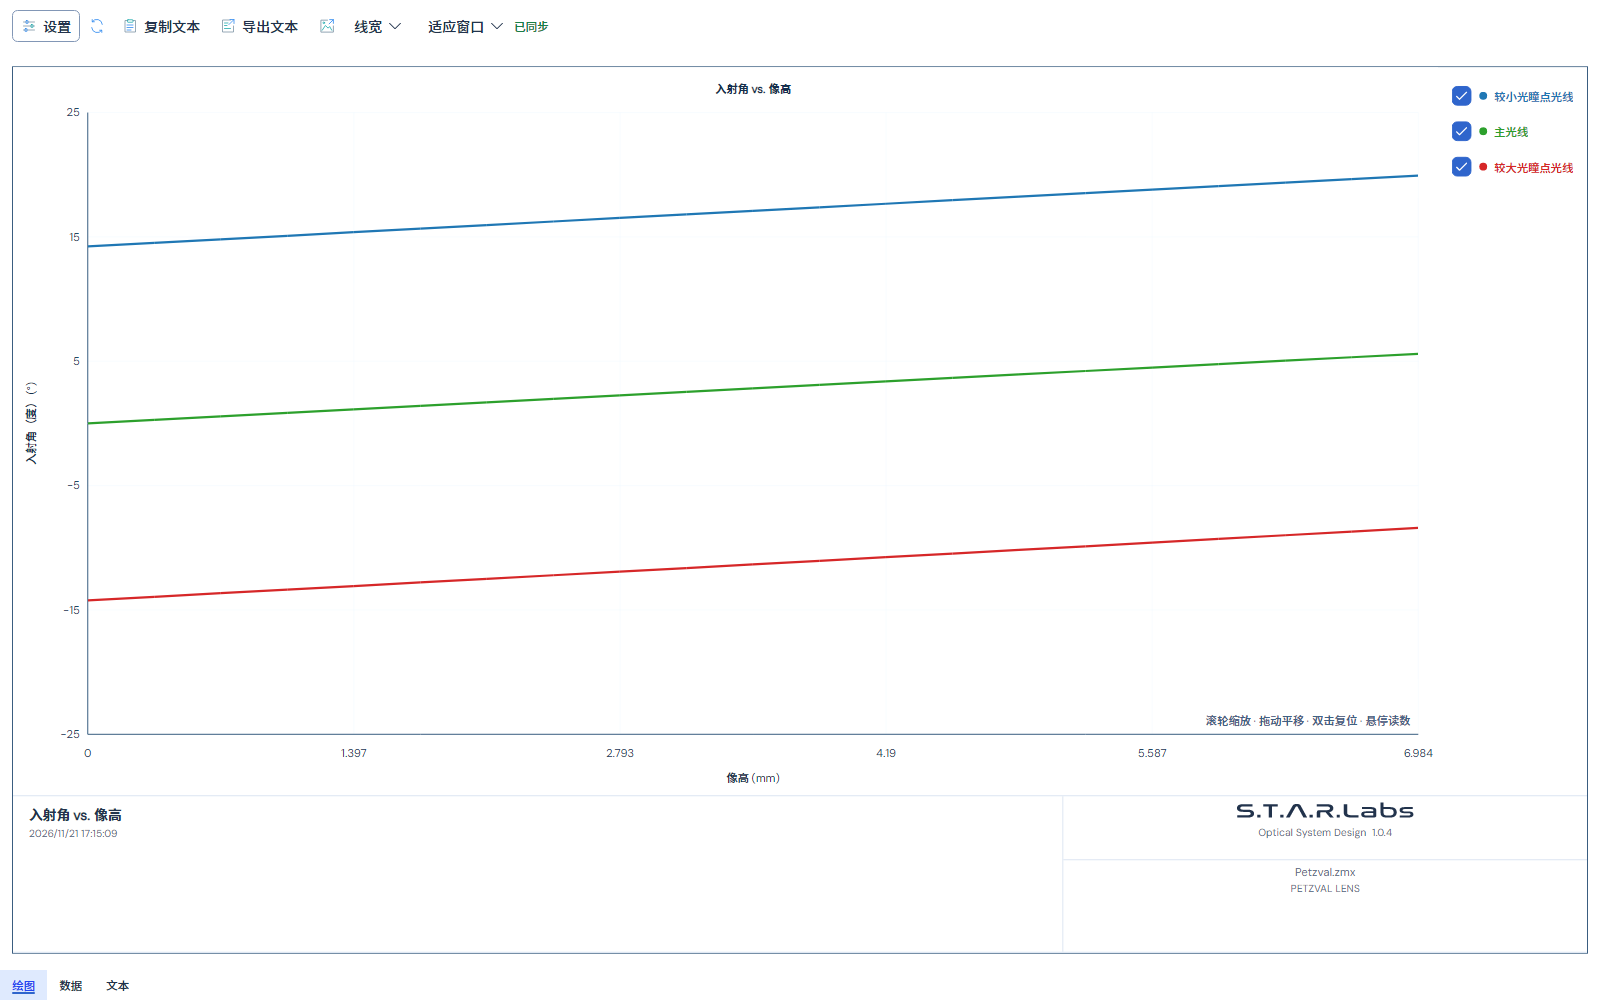 设置 复制文本 导出文本 线宽 适应窗口 已同步
入射角 vs. 像高
较小光瞳点光线
主光线
较大光瞳点光线
25
15
5
-5
-15
-25
入射角（度）(°)
滚轮缩放 · 拖动平移 · 双击复位 · 悬停读数
0 1.397 2.793 4.19 5.587 6.984
像高 (mm)
入射角 vs. 像高
2026/11/21 17:15:09
S.T.A.R.Labs
Optical System Design 1.0.4
Petzval.zmx
PETZVAL LENS
绘图 数据 文本